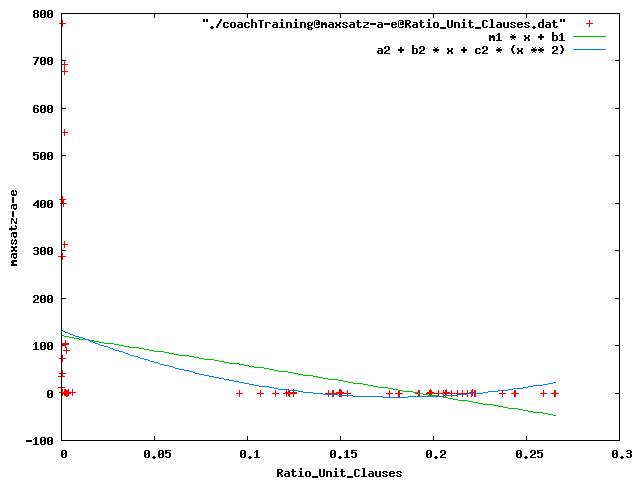 "./coachTraining@maxsatz-a-e@Ratio_Unit_Clauses.dat"
m1 * x + b1
a2 + b2 * x + c2 * (x ** 2)
800
700
600
500
400
300
200
100
0
-100
maxsatz-a-e
0 0.05 0.1 0.15 0.2 0.25 0.3
Ratio_Unit_Clauses